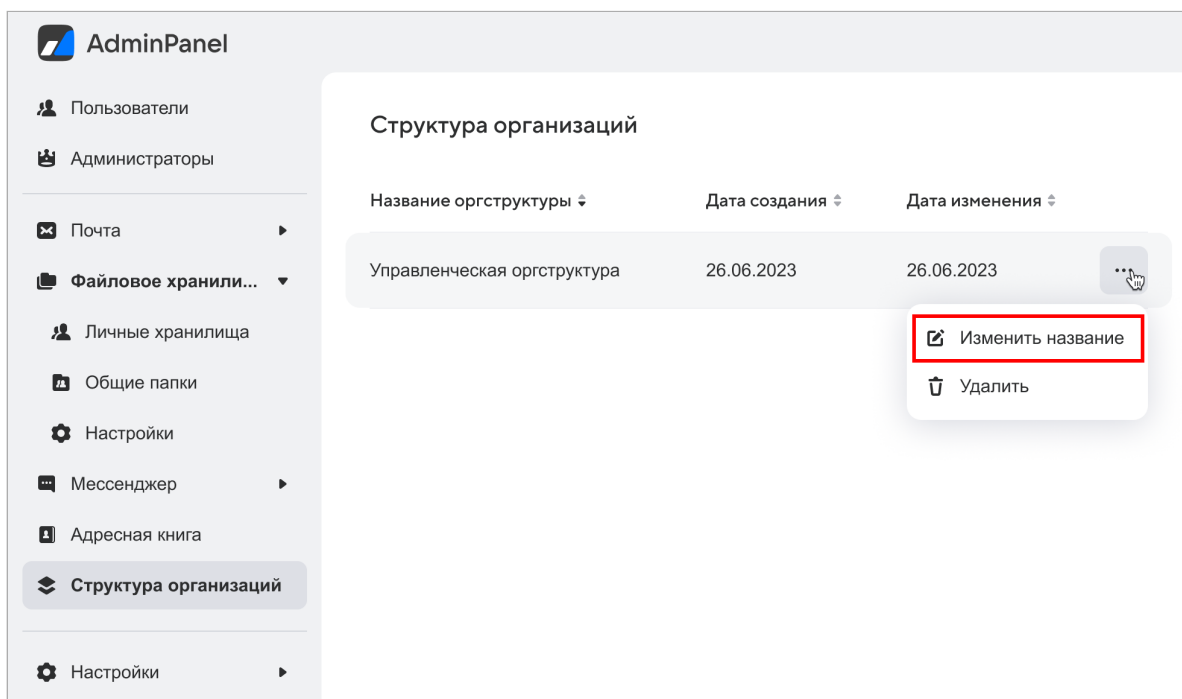 AdminPanel
Пользователи
Администраторы
Почта
Файловое хранили...
Личные хранилища
Общие папки
Настройки
Мессенджер
Адресная книга
Структура организаций
Настройки
Структура организаций
Название оргструктуры Дата создания Дата изменения
Управленческая оргструктура 26.06.2023 26.06.2023
Изменить название
Удалить